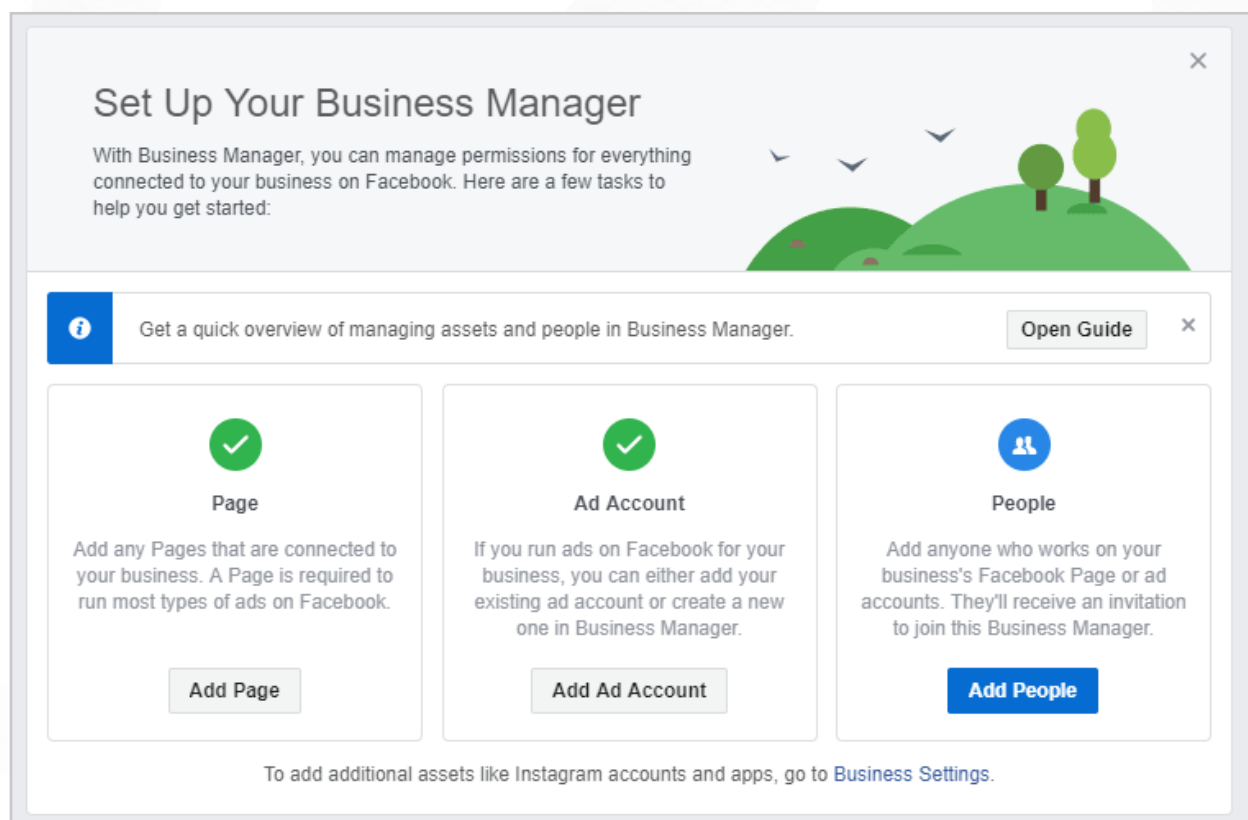 Set Up Your Business Manager
With Business Manager, you can manage permissions for everything
connected to your business on Facebook. Here are a few tasks to
help you get started:
Get a quick overview of managing assets and people in Business Manager.
Open Guide
Page
Add any Pages that are connected to
your business. A Page is required to
run most types of ads on Facebook.
Add Page
Ad Account
If you run ads on Facebook for your
business, you can either add your
existing ad account or create a new
one in Business Manager.
Add Ad Account
People
Add anyone who works on your
business's Facebook Page or ad
accounts. They'll receive an invitation
to join this Business Manager.
Add People
To add additional assets like Instagram accounts and apps, go to Business Settings.